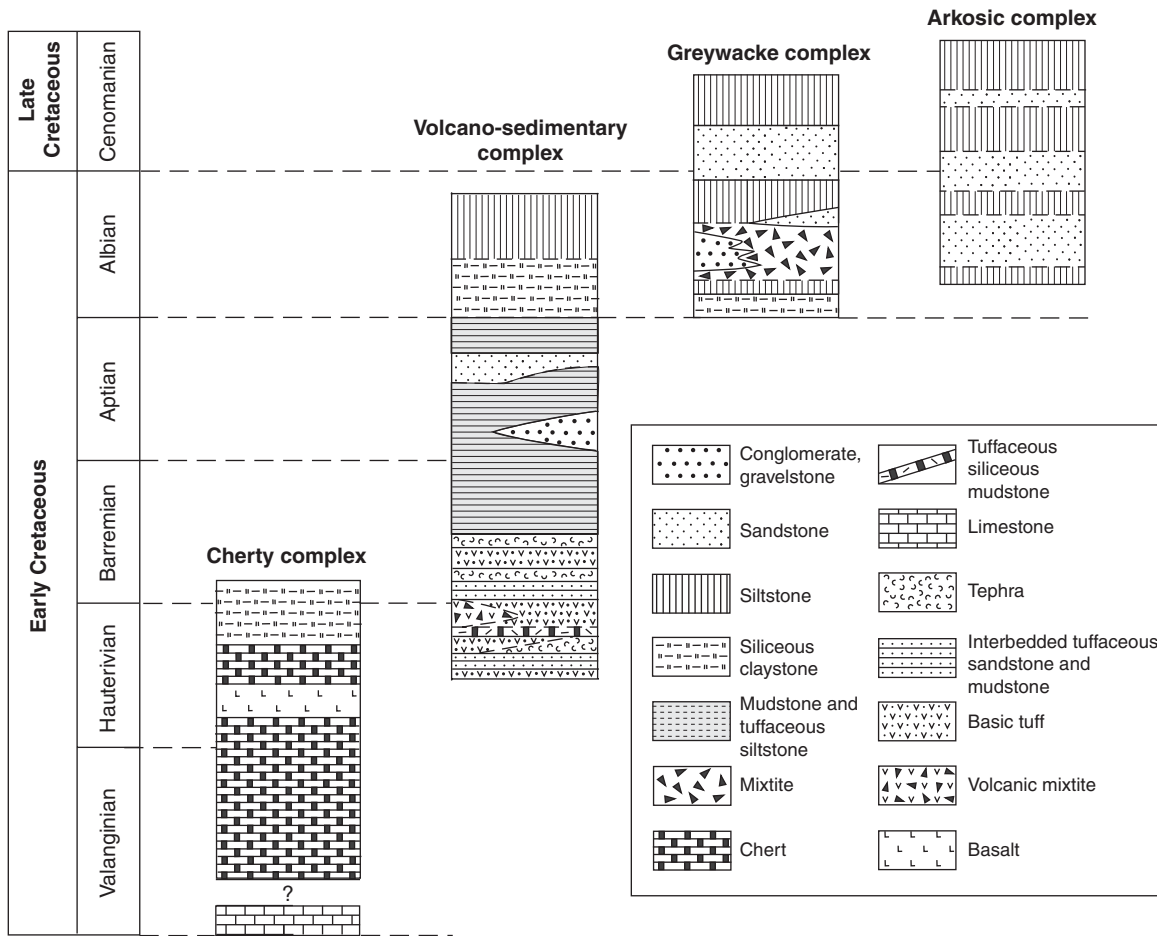 Arkosic complex
Greywacke complex
Volcano-sedimentary
complex
Cherty complex
Late
Cretaceous
Cenomanian
Early Cretaceous
Albian
Aptian
Barremian
Hauterivian
Valanginian
?
Conglomerate,
gravelstone
Sandstone
Siltstone
Siliceous
claystone
Mudstone and
tuffaceous
siltstone
Mixtite
Chert
Tuffaceous
siliceous
mudstone
Limestone
Tephra
Interbedded tuffaceous
sandstone and
mudstone
Basic tuff
Volcanic mixtite
Basalt